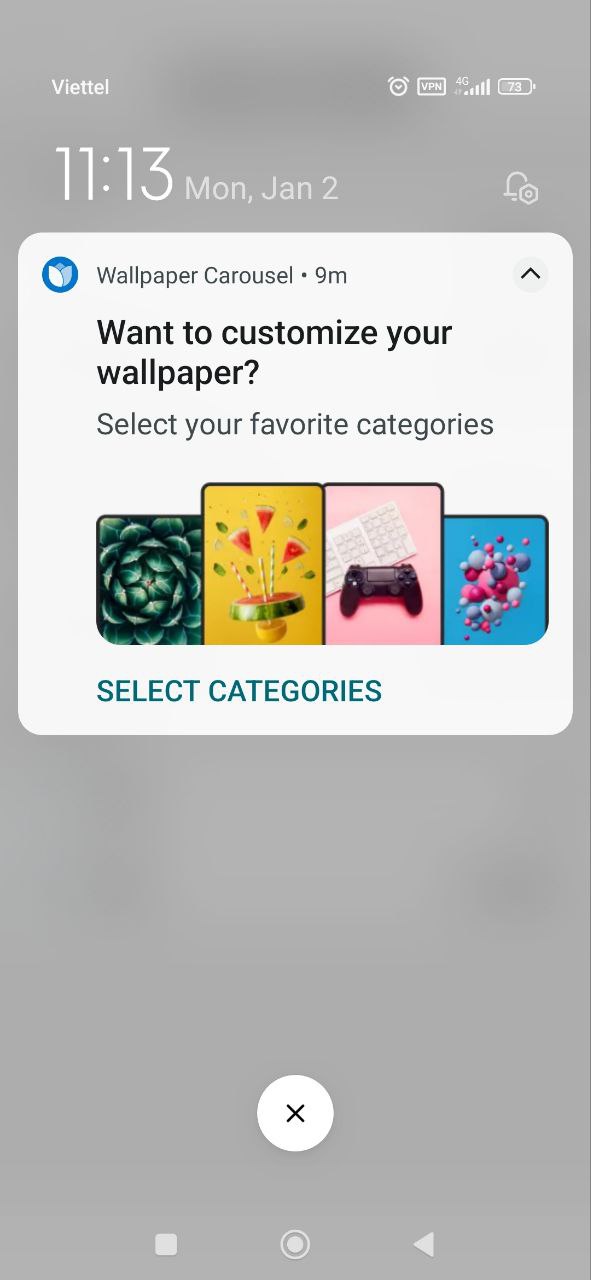 Viettel
VPN
4G
73
11:13 Mon, Jan 2
Wallpaper Carousel • 9m
Want to customize your
wallpaper?
Select your favorite categories
SELECT CATEGORIES